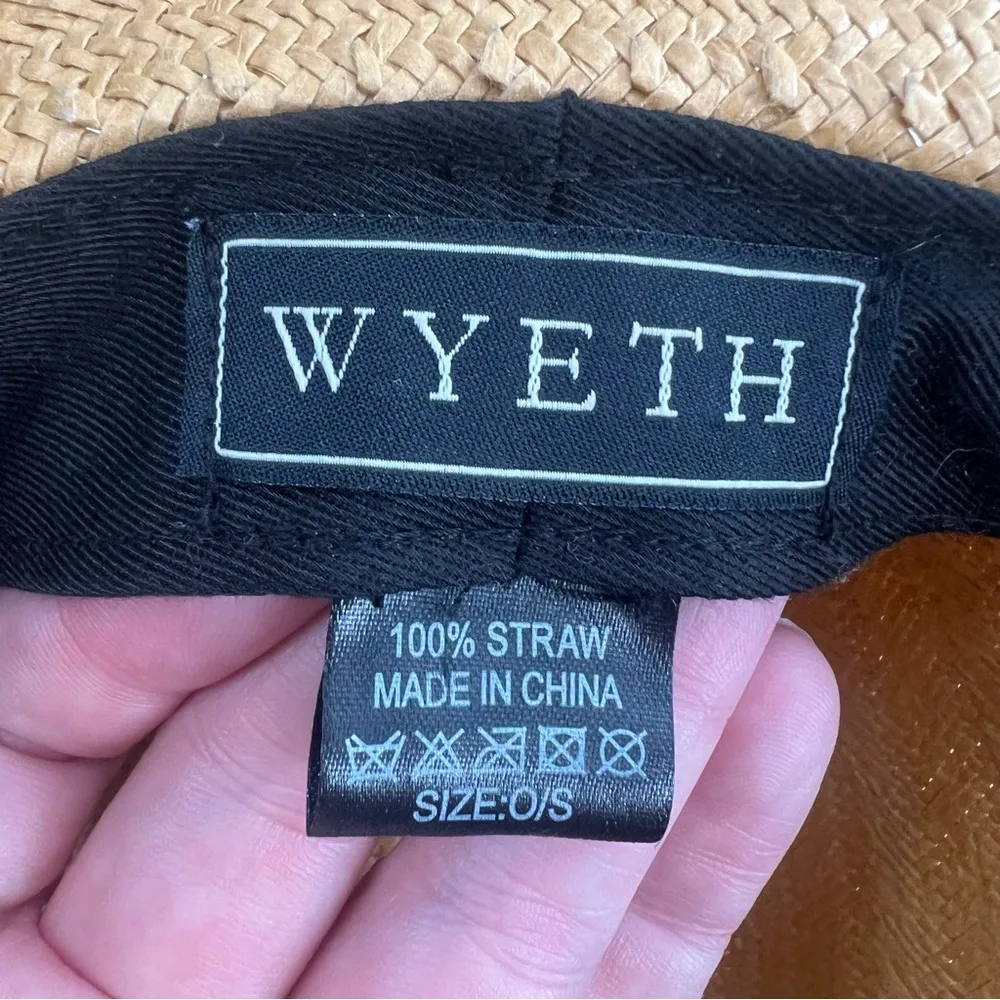 WYETH
100% STRAW
MADE IN CHINA
SIZE:O/S